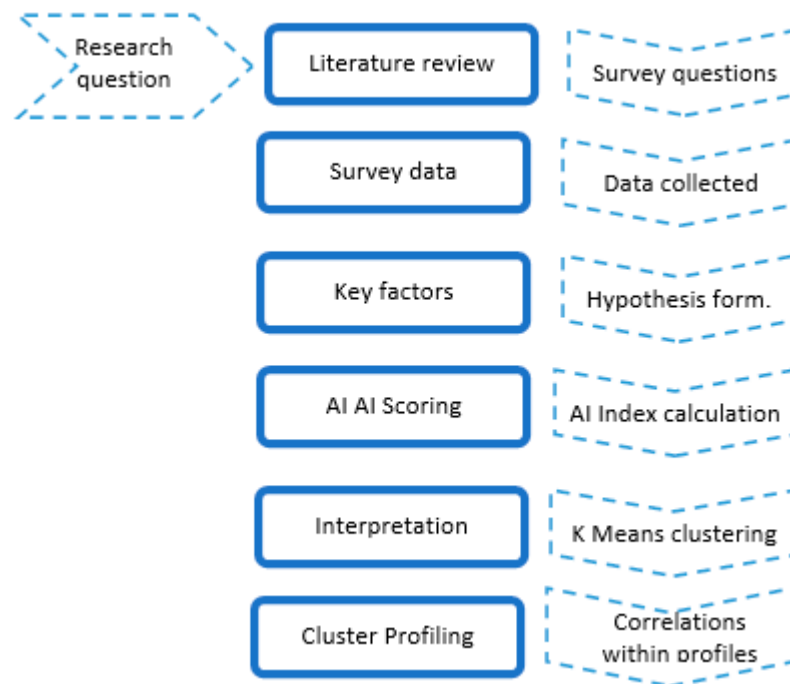 Research
question
Literature review
Survey questions
Survey data
Data collected
Key factors
Hypothesis form.
AI AI Scoring
AI Index calculation
Interpretation
K Means clustering
Cluster Profiling
Correlations
within profiles